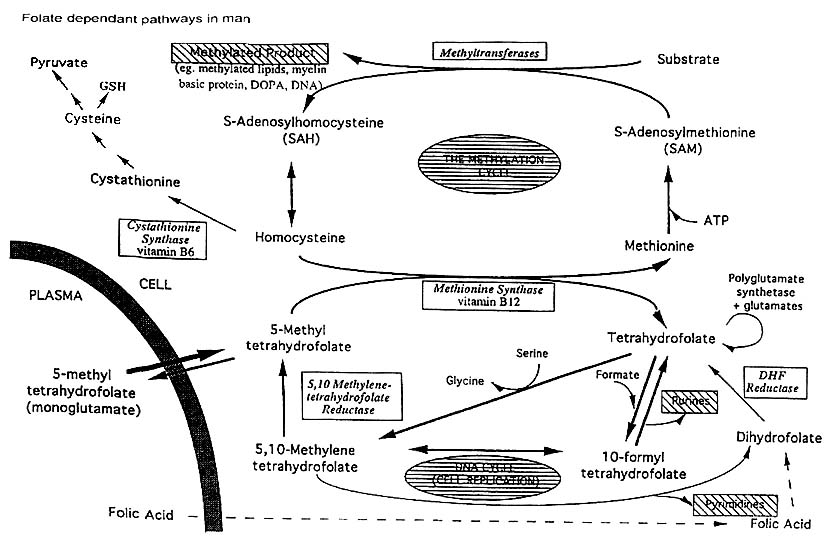 Folate dependant pathways in man
Methylated Product
(eg. methylated lipids, myelin
basic protein, DOPA, DNA)
Methyltransferases
Substrate
Pyruvate
GSH
Cysteine
Cystathionine
S-Adenosylhomocysteine
(SAH)
THE METHYLATION
CYCLE
S-Adenosylmethionine
(SAM)
ATP
Cystathionine
Synthase
vitamin B6
Homocysteine
Methionine
PLASMA
CELL
Methionine Synthase
vitamin B12
Polyglutamate
synthetase
+ glutamates
5-Methyl
tetrahydrofolate
Tetrahydrofolate
5-methyl
tetrahydrofolate
(monoglutamate)
5,10 Methylene-
tetrahydrofolate
Reductase
Serine
Glycine
Formate
Purines
DHF
Reductase
Dihydrofolate
5,10-Methylene
tetrahydrofolate
DNA CYCLE
(CELL REPLICATION)
10-formyl
tetrahydrofolate
Pyrimidines
Folic Acid
Folic Acid